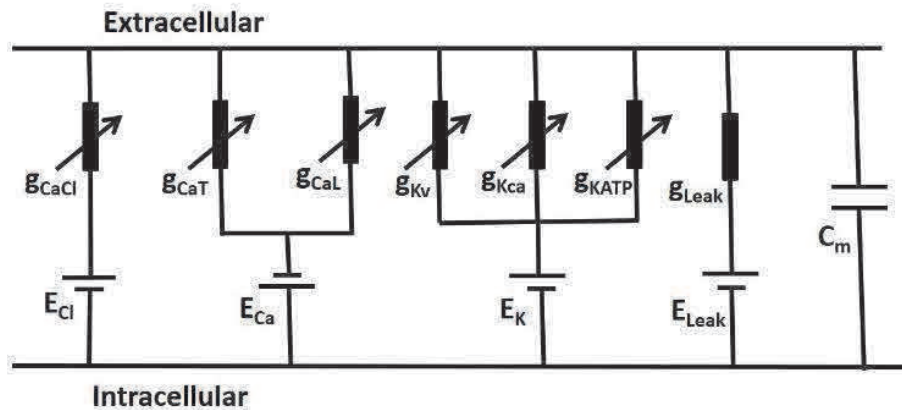 Extracellular
gCaCl gCaT gCaL gKv gKca gKATP gLeak Cm
ECl ECa EK ELeak
Intracellular